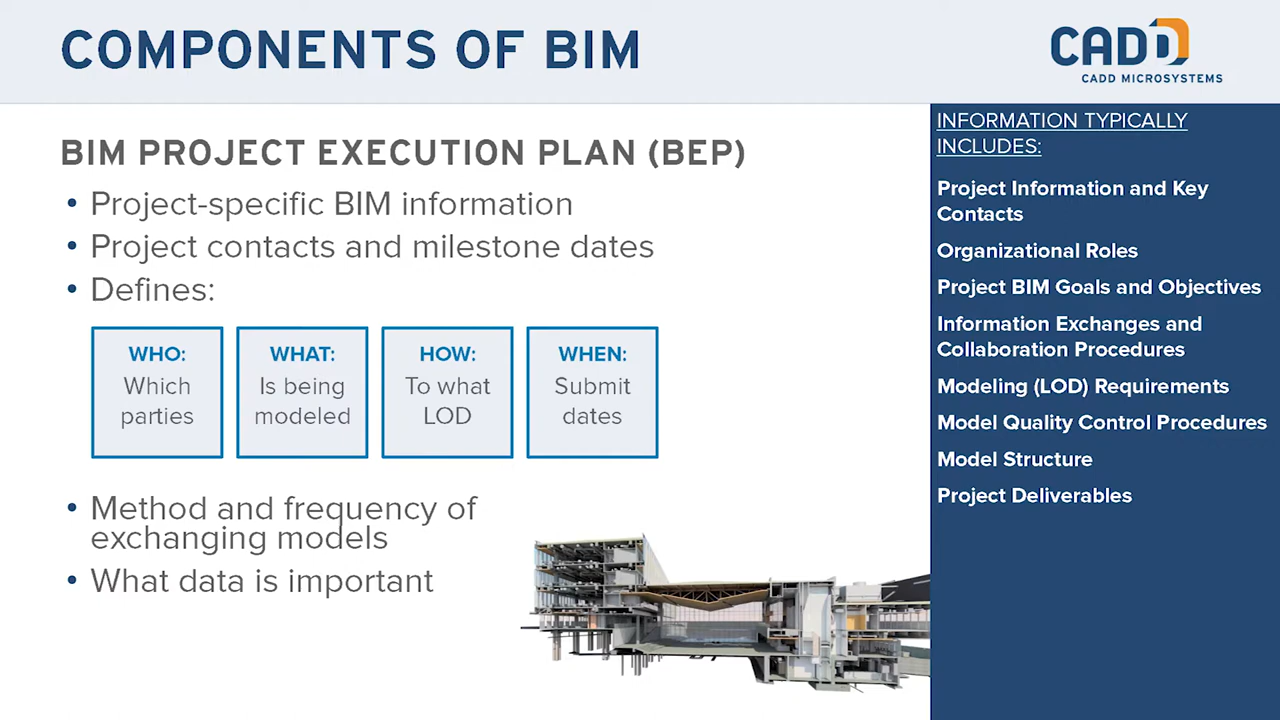 COMPONENTS OF BIM
CADD
CADD MICROSYSTEMS
BIM PROJECT EXECUTION PLAN (BEP)
• Project-specific BIM information
• Project contacts and milestone dates
• Defines:
WHO:
Which
parties
WHAT:
Is being
modeled
HOW:
To what
LOD
WHEN:
Submit
dates
• Method and frequency of
exchanging models
• What data is important
INFORMATION TYPICALLY
INCLUDES:
Project Information and Key
Contacts
Organizational Roles
Project BIM Goals and Objectives
Information Exchanges and
Collaboration Procedures
Modeling (LOD) Requirements
Model Quality Control Procedures
Model Structure
Project Deliverables